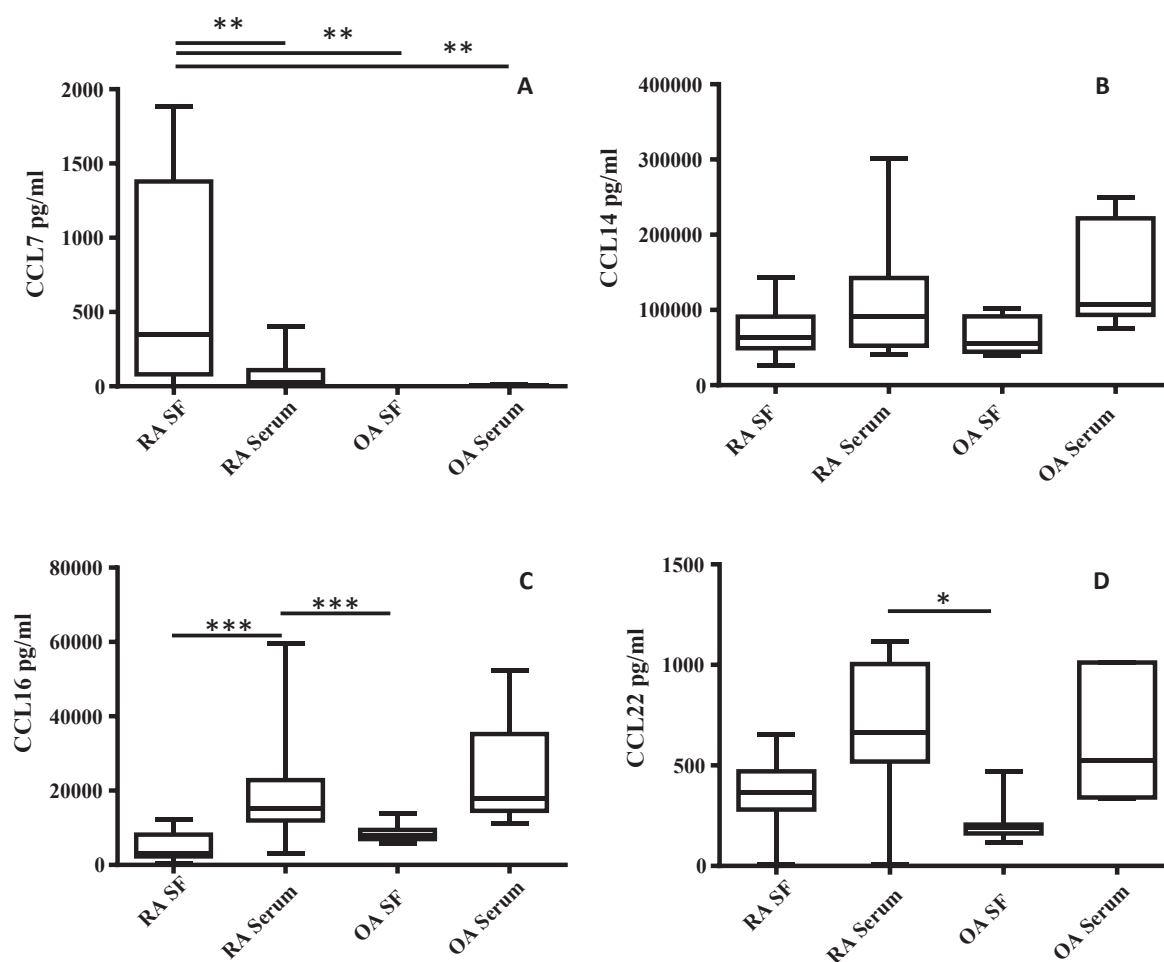 **
**
**
A
CCL7 pg/ml
2000
1500
1000
500
0
RA SF
RA Serum
OA SF
OA Serum
B
CCL14 pg/ml
400000
300000
200000
100000
0
RA SF
RA Serum
OA SF
OA Serum
C
CCL16 pg/ml
80000
60000
40000
20000
0
***
***
RA SF
RA Serum
OA SF
OA Serum
D
CCL22 pg/ml
1500
1000
500
0
*
RA SF
RA Serum
OA SF
OA Serum